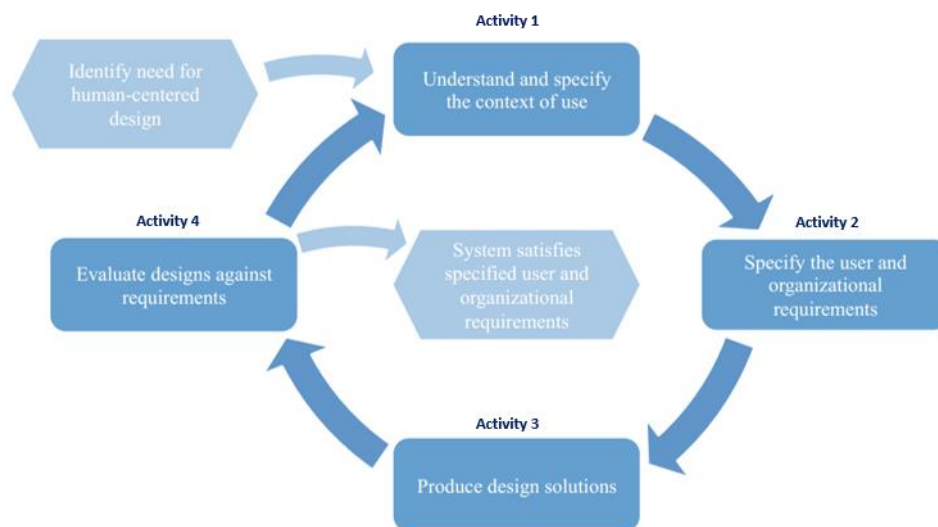 Activity 1
Identify need for
human-centered
design
Understand and specify
the context of use
Activity 4
Activity 2
Evaluate designs against
requirements
System satisfies
specified user and
organizational
requirements
Specify the user and
organizational
requirements
Activity 3
Produce design solutions